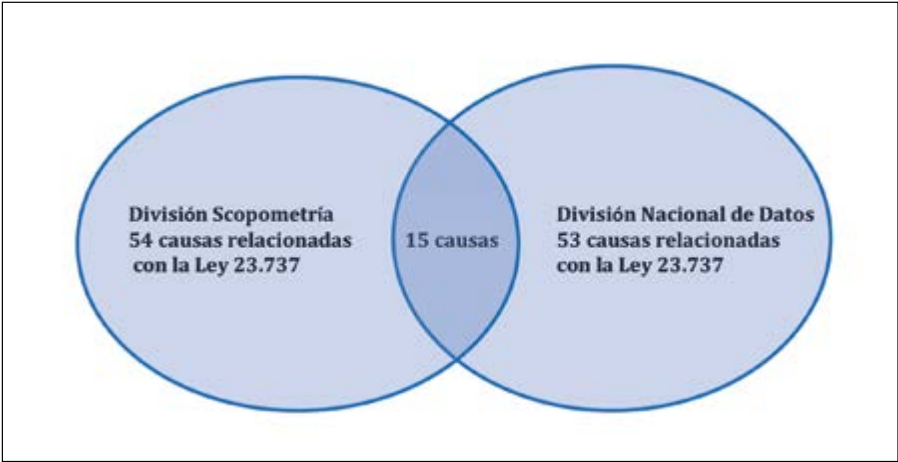 División Scopometría
54 causas relacionadas
con la Ley 23.737
15 causas
División Nacional de Datos
53 causas relacionadas
con la Ley 23.737